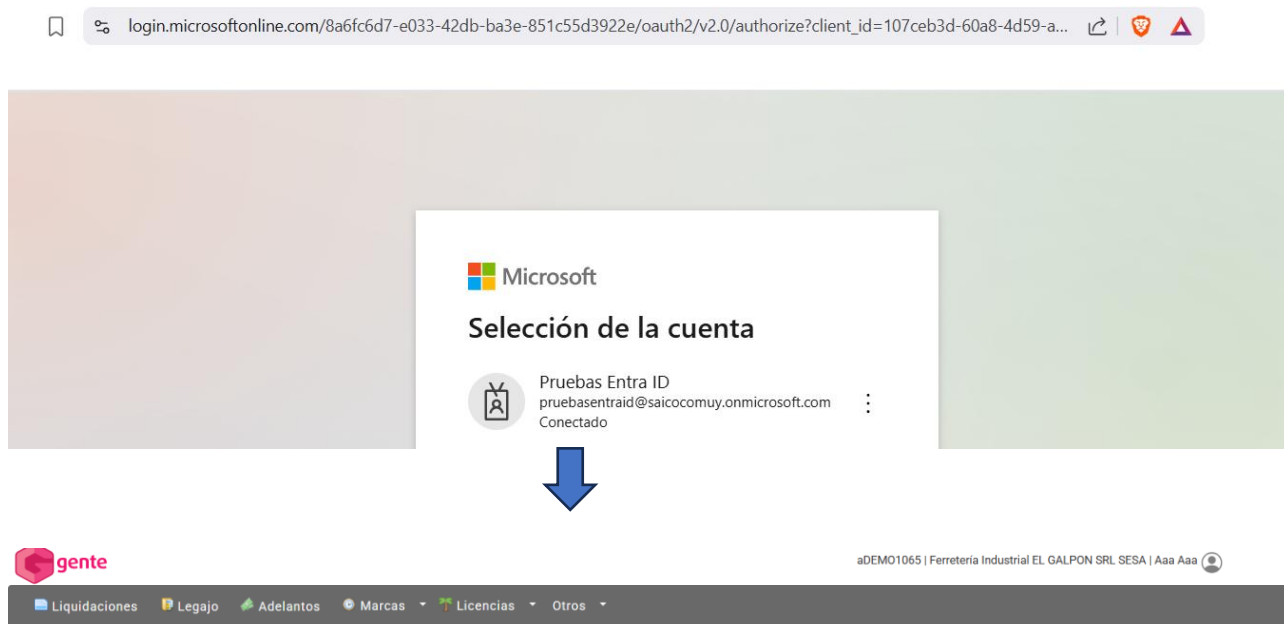 login.microsoftonline.com/8a6fc6d7-e033-42db-ba3e-851c55d3922e/oauth2/v2.0/authorize?client_id=107ceb3d-60a8-4d59-a...
Microsoft
Selección de la cuenta
Pruebas Entra ID
pruebasentraid@saicocomuy.onmicrosoft.com
Conectado
gente
aDEMO1065 | Ferretería Industrial EL GALPON SRL SESA | Aaa Aaa
Liquidaciones Legajo Adelantos Marcas Licencias Otros